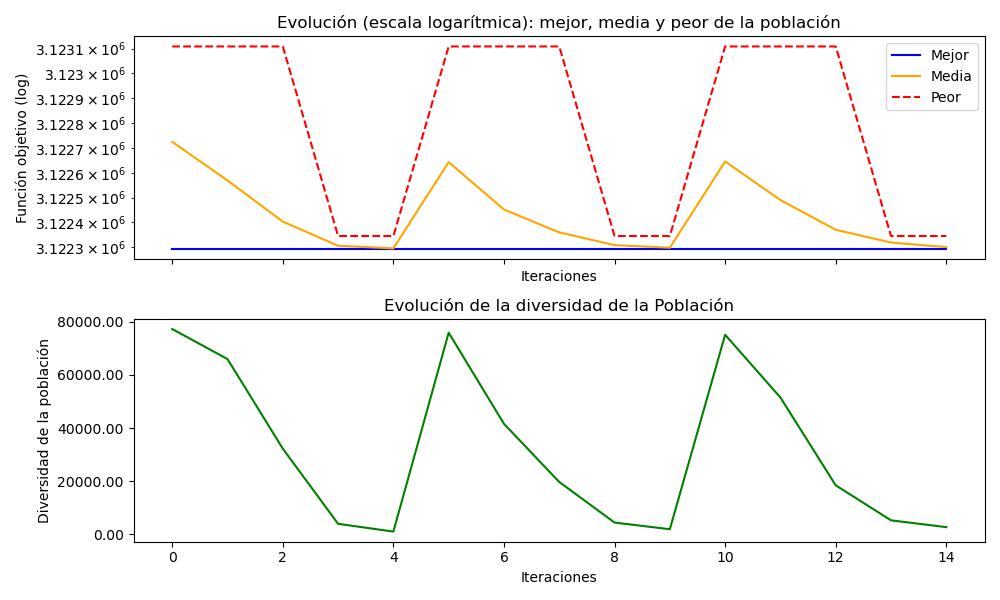 Evolución (escala logarítmica): mejor, media y peor de la población
3.1231 × 10⁶
3.123 × 10⁶
3.1229 × 10⁶
3.1228 × 10⁶
3.1227 × 10⁶
3.1226 × 10⁶
3.1225 × 10⁶
3.1224 × 10⁶
3.1223 × 10⁶
Función objetivo (log)
Mejor
Media
Peor
Iteraciones
Evolución de la diversidad de la Población
80000.00
60000.00
40000.00
20000.00
0.00
Diversidad de la población
0 2 4 6 8 10 12 14
Iteraciones